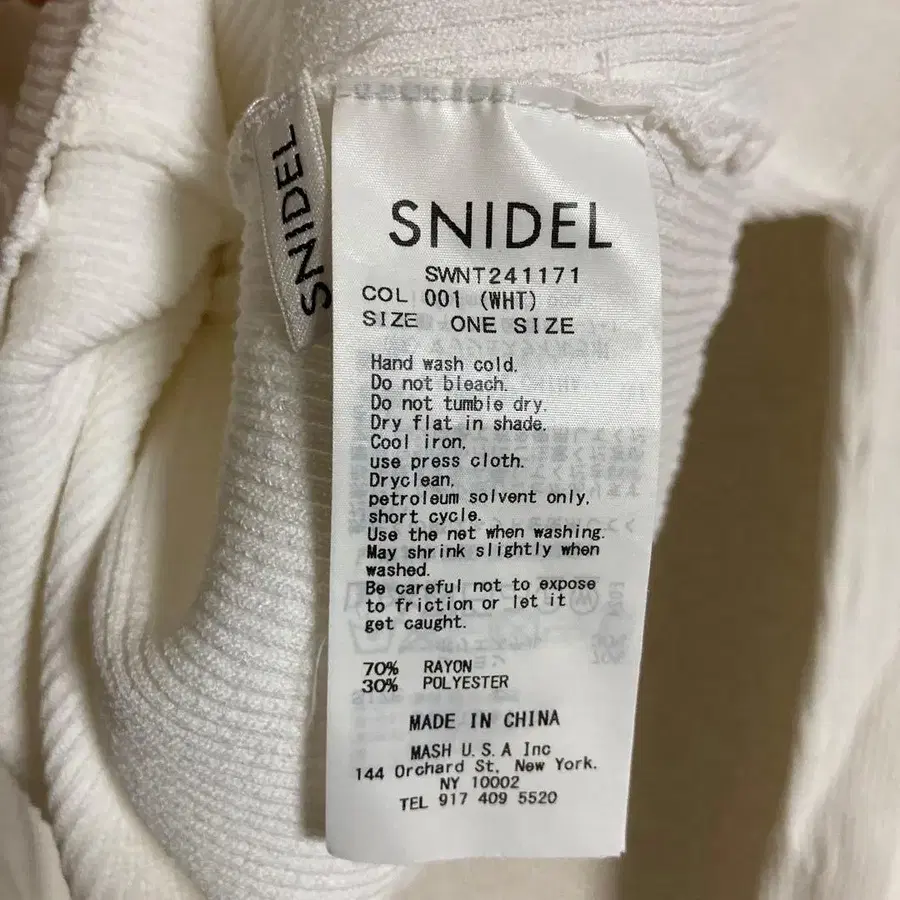 SNIDEL
SNIDEL
SWNT241171
COL 001 (WHT)
SIZE ONE SIZE
Hand wash cold.
Do not bleach.
Do not tumble dry.
Dry flat in shade.
Cool iron,
use press cloth.
Dryclean,
petroleum solvent only,
short cycle.
Use the net when washing.
May shrink slightly when
washed.
Be careful not to expose
to friction or let it
get caught.
70% RAYON
30% POLYESTER
MADE IN CHINA
MASH U.S.A Inc
144 Orchard St, New York.
NY 10002
TEL 917 409 5520